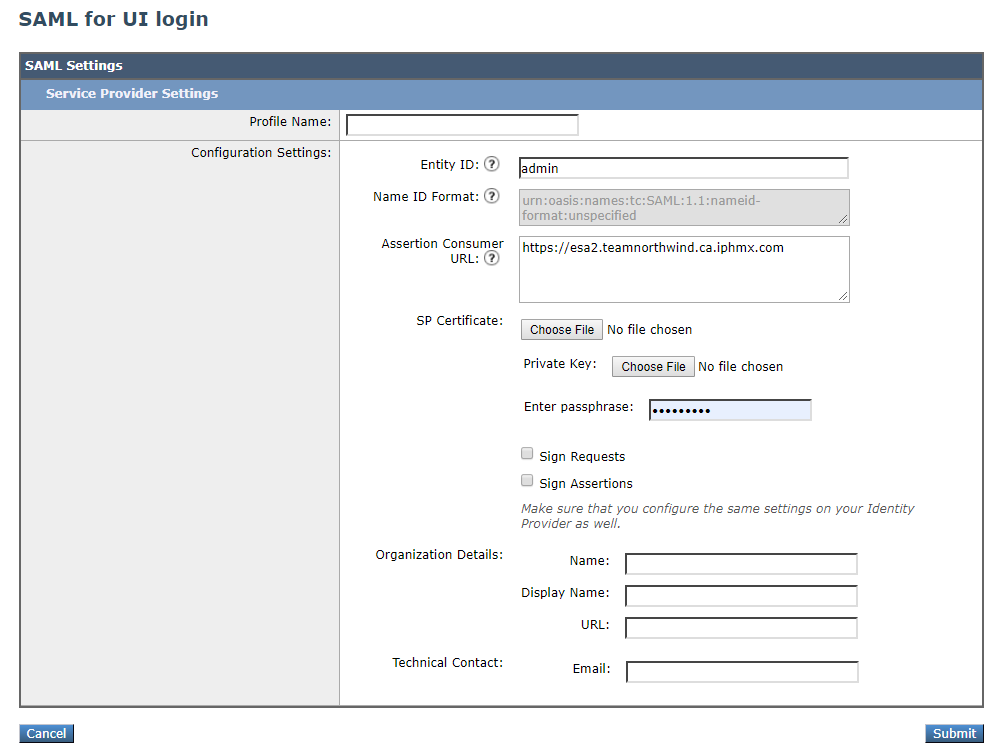 SAML for UI login
SAML Settings
Service Provider Settings
Profile Name:
Configuration Settings:
Entity ID: ?
admin
Name ID Format: ?
urn:oasis:names:tc:SAML:1.1:nameid-
format:unspecified
Assertion Consumer
URL: ?
https://esa2.teamnorthwind.ca.iphmx.com
SP Certificate:
Choose File No file chosen
Private Key: Choose File No file chosen
Enter passphrase: •••••••••
Sign Requests
Sign Assertions
Make sure that you configure the same settings on your Identity
Provider as well.
Organization Details:
Name:
Display Name:
URL:
Technical Contact:
Email:
Cancel
Submit